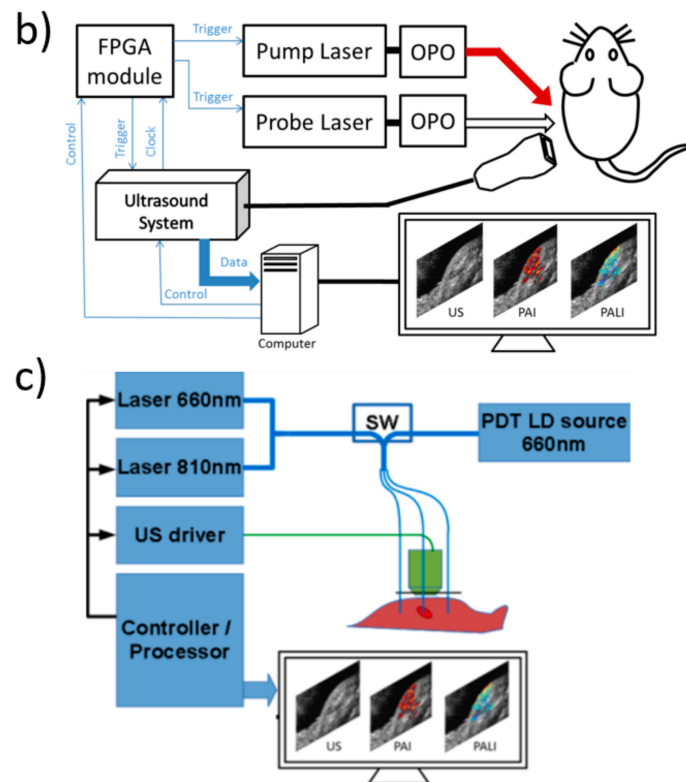 b)
FPGA
module
Trigger
Pump Laser
OPO
Trigger
Probe Laser
OPO
Control
Trigger
Clock
Ultrasound
System
Data
Control
Computer
US
PAI
PALI
c)
Laser 660nm
SW
PDT LD source
660nm
Laser 810nm
US driver
Controller /
Processor
US
PAI
PALI